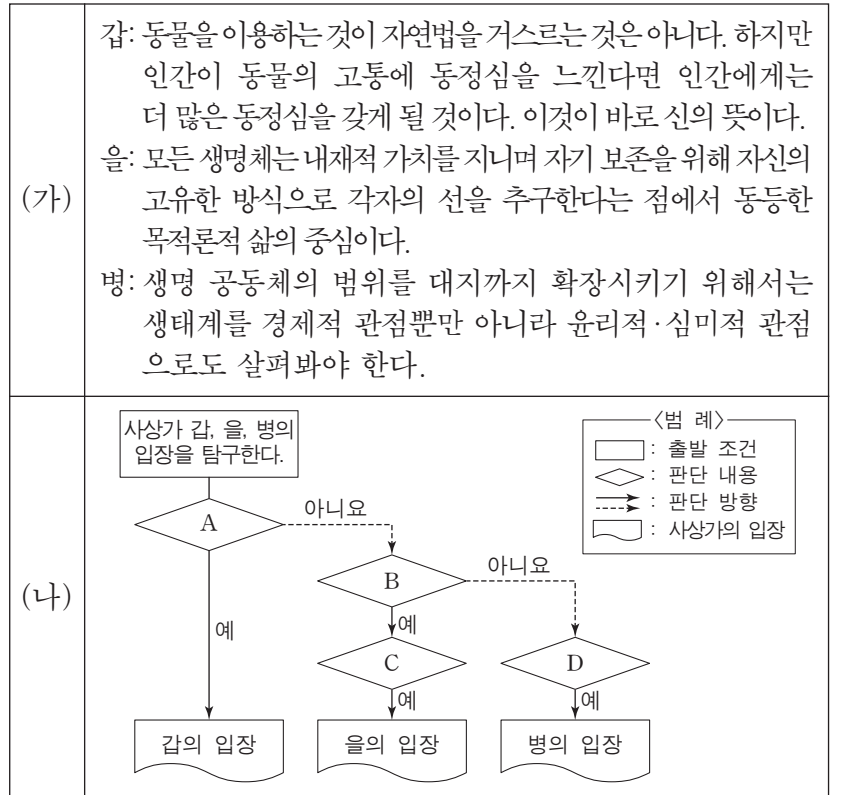 (가)
갑: 동물을 이용하는 것이 자연법을 거스르는 것은 아니다. 하지만
인간이 동물의 고통에 동정심을 느낀다면 인간에게는
더 많은 동정심을 갖게 될 것이다. 이것이 바로 신의 뜻이다.
을: 모든 생명체는 내재적 가치를 지니며 자기 보존을 위해 자신의
고유한 방식으로 각자의 선을 추구한다는 점에서 동등한
목적론적 삶의 중심이다.
병: 생명 공동체의 범위를 대지까지 확장시키기 위해서는
생태계를 경제적 관점뿐만 아니라 윤리적·심미적 관점
으로도 살펴봐야 한다.
(나)
사상가 갑, 을, 병의
입장을 탐구한다.
〈범 례〉
: 출발 조건
: 판단 내용
: 판단 방향
: 사상가의 입장
A
아니요
B
아니요
예
예
C
D
예
예
갑의 입장
을의 입장
병의 입장